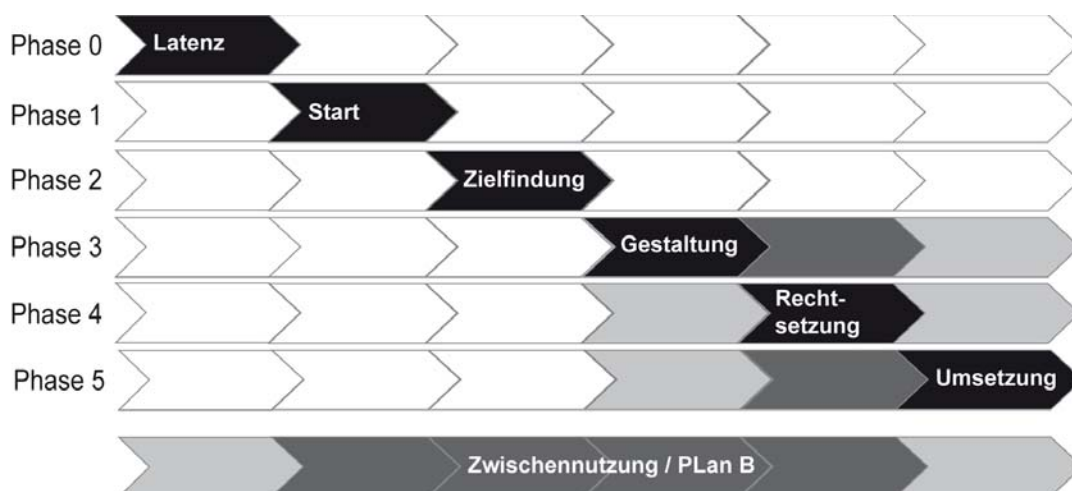 Phase 0 Latenz
Phase 1 Start
Phase 2 Zielfindung
Phase 3 Gestaltung
Phase 4 Recht-
setzung
Phase 5 Umsetzung
Zwischennutzung / PLan B